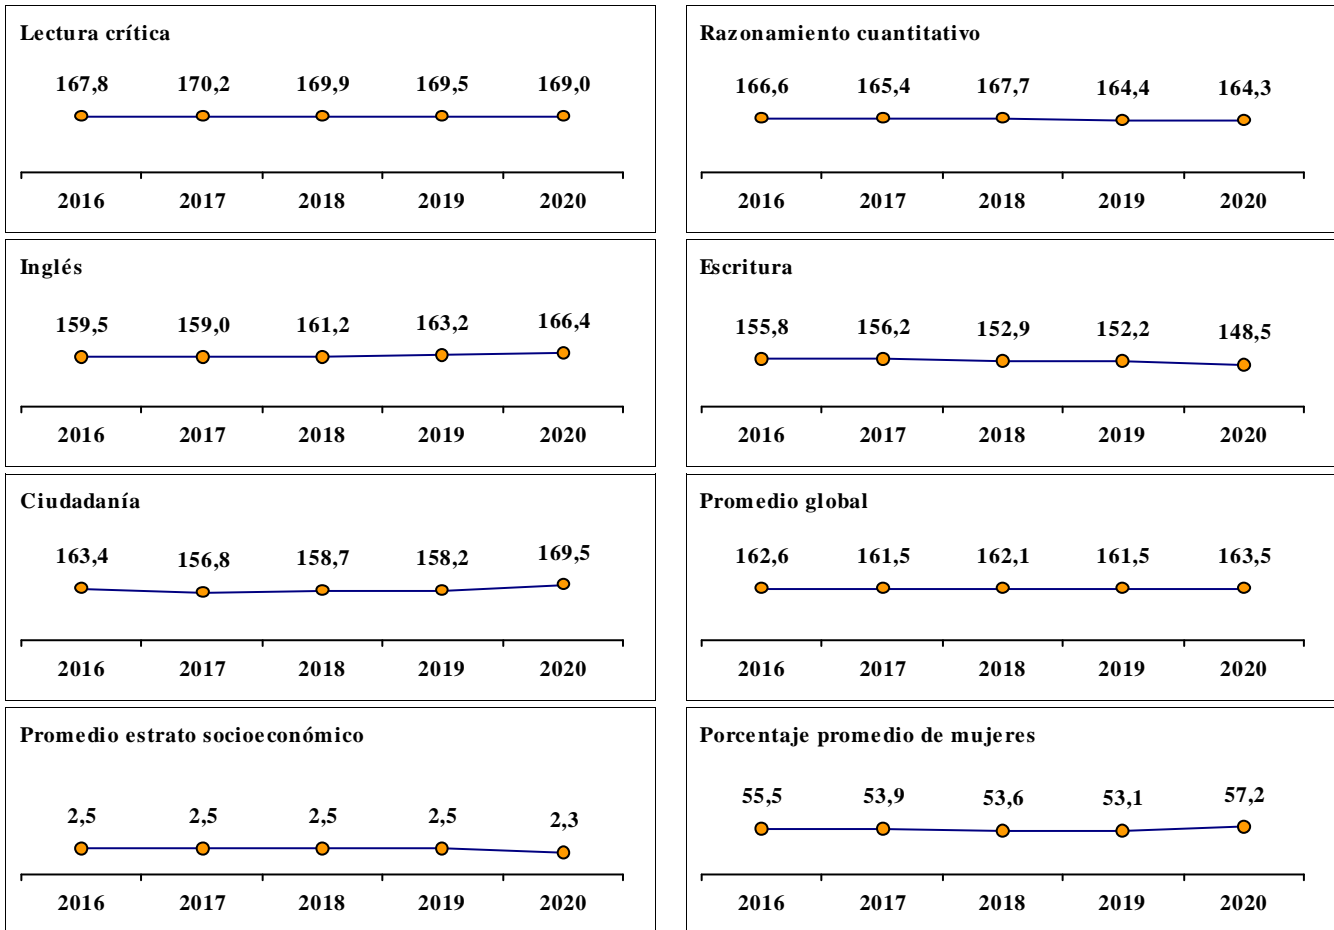 Lectura crítica
167,8 170,2 169,9 169,5 169,0
2016 2017 2018 2019 2020
Razonamiento cuantitativo
166,6 165,4 167,7 164,4 164,3
2016 2017 2018 2019 2020
Inglés
159,5 159,0 161,2 163,2 166,4
2016 2017 2018 2019 2020
Escritura
155,8 156,2 152,9 152,2 148,5
2016 2017 2018 2019 2020
Ciudadanía
163,4 156,8 158,7 158,2 169,5
2016 2017 2018 2019 2020
Promedio global
162,6 161,5 162,1 161,5 163,5
2016 2017 2018 2019 2020
Promedio estrato socioeconómico
2,5 2,5 2,5 2,5 2,3
2016 2017 2018 2019 2020
Porcentaje promedio de mujeres
55,5 53,9 53,6 53,1 57,2
2016 2017 2018 2019 2020